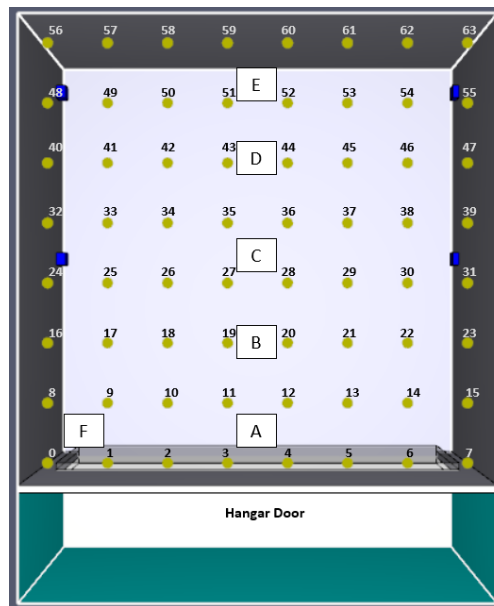 56 57 58 59 60 61 62 63
E
48 49 50 51 52 53 54 55
40 41 42 43 44 45 46 47
D
32 33 34 35 36 37 38 39
C
24 25 26 27 28 29 30 31
16 17 18 19 20 21 22 23
B
8 9 10 11 12 13 14 15
F A
0 1 2 3 4 5 6 7
Hangar Door